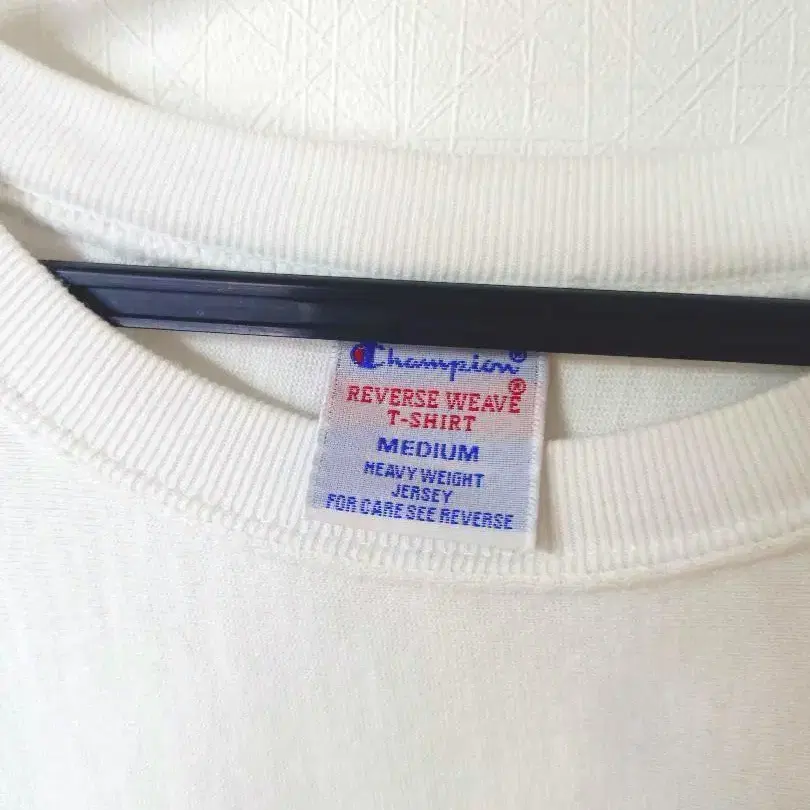 Champion®
REVERSE WEAVE®
T-SHIRT
MEDIUM
HEAVY WEIGHT
JERSEY
FOR CARE SEE REVERSE